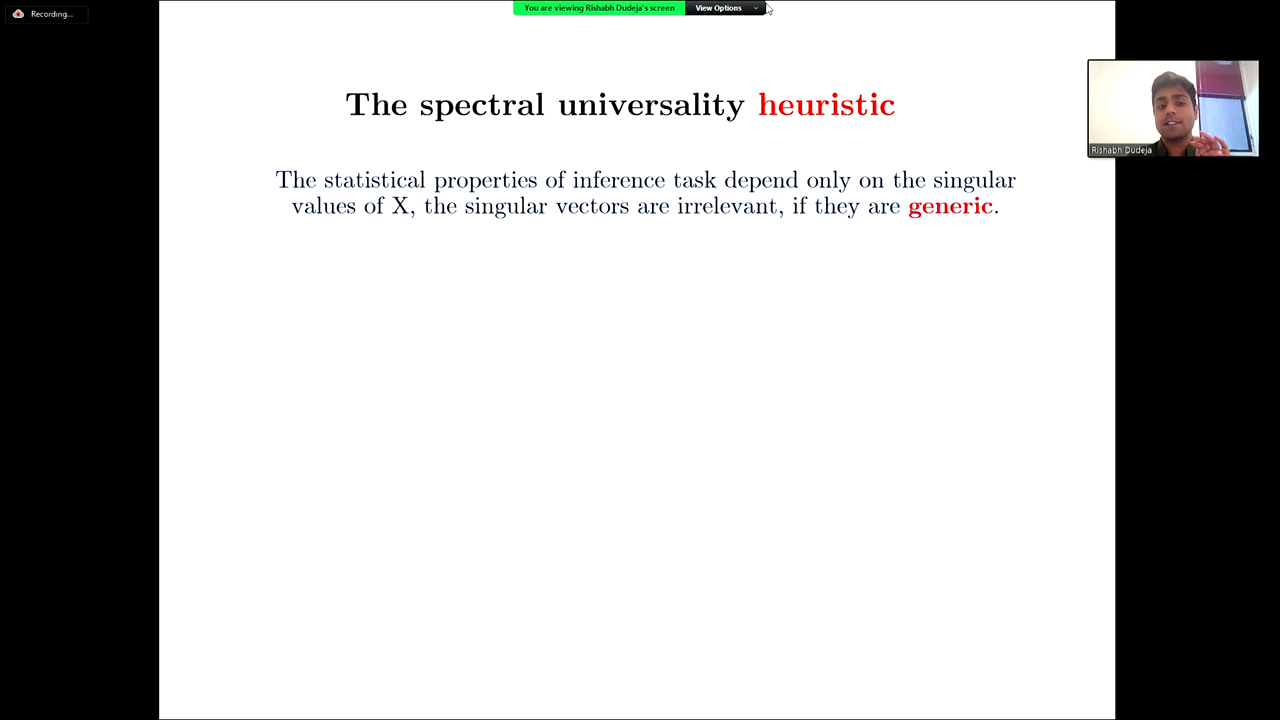 Recording...
You are viewing Rishabh Dudeja's screen
View Options
The spectral universality heuristic
The statistical properties of inference task depend only on the singular
values of X, the singular vectors are irrelevant, if they are generic.
Rishabh Dudeja